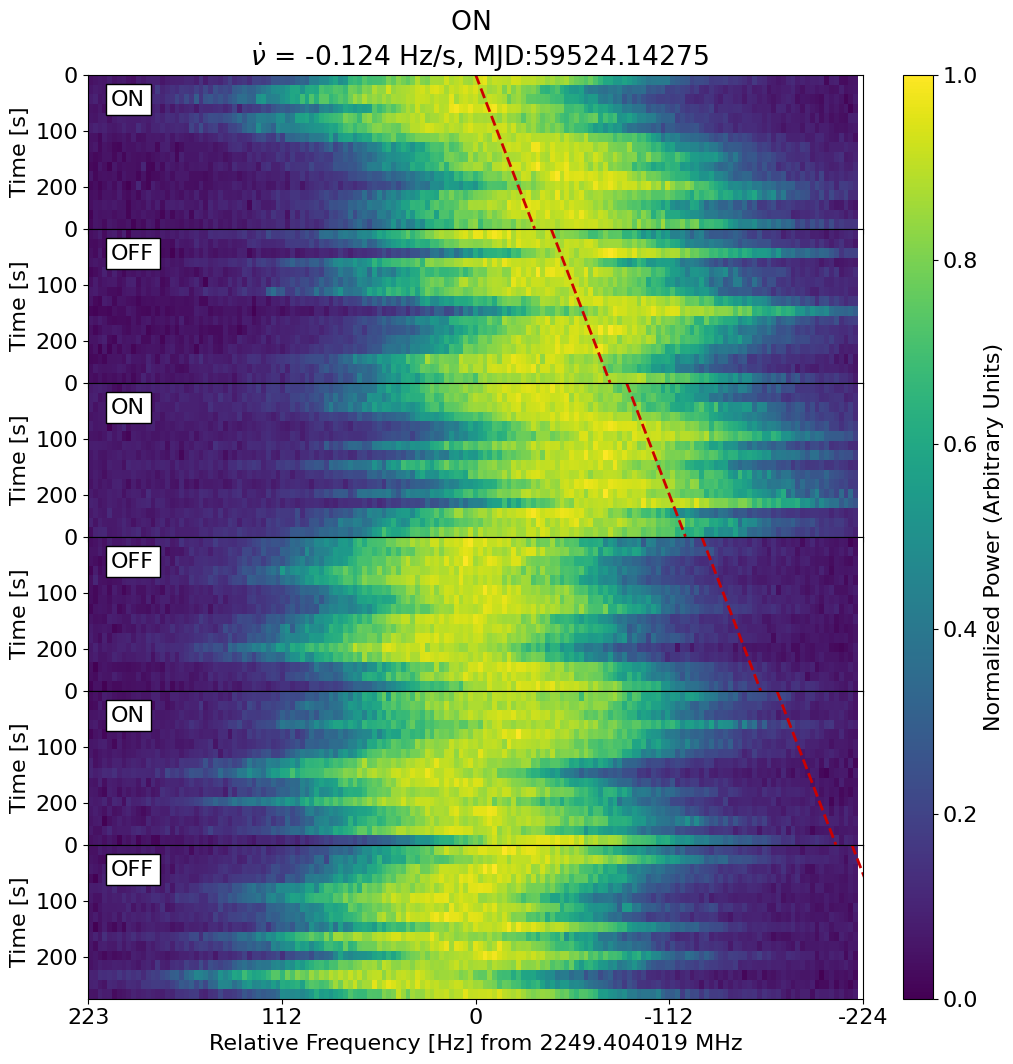 ON
ν̇ = -0.124 Hz/s, MJD:59524.14275
0
ON
100
200
Time [s]
0
OFF
100
200
Time [s]
0
ON
100
200
Time [s]
0
OFF
100
200
Time [s]
0
ON
100
200
Time [s]
0
OFF
100
200
Time [s]
223 112 0 -112 -224
Relative Frequency [Hz] from 2249.404019 MHz
1.0
0.8
0.6
0.4
0.2
0.0
Normalized Power (Arbitrary Units)